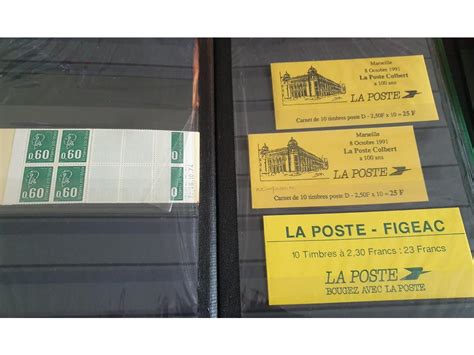 0.60 0.60
0.60 0.60
Marseille
8 Octobre 1991
La Poste Colbert
a 100 ans
LA POSTE
Carnet de 10 timbres poste D - 2,50F x 10 = 25 F
Marseille
8 Octobre 1991
La Poste Colbert
a 100 ans
LA POSTE
Carnet de 10 timbres poste D - 2,50F x 10 = 25 F
LA POSTE - FIGEAC
10 Timbres à 2,30 Francs : 23 Francs
LA POSTE
BOUGEZ AVEC LA POSTE